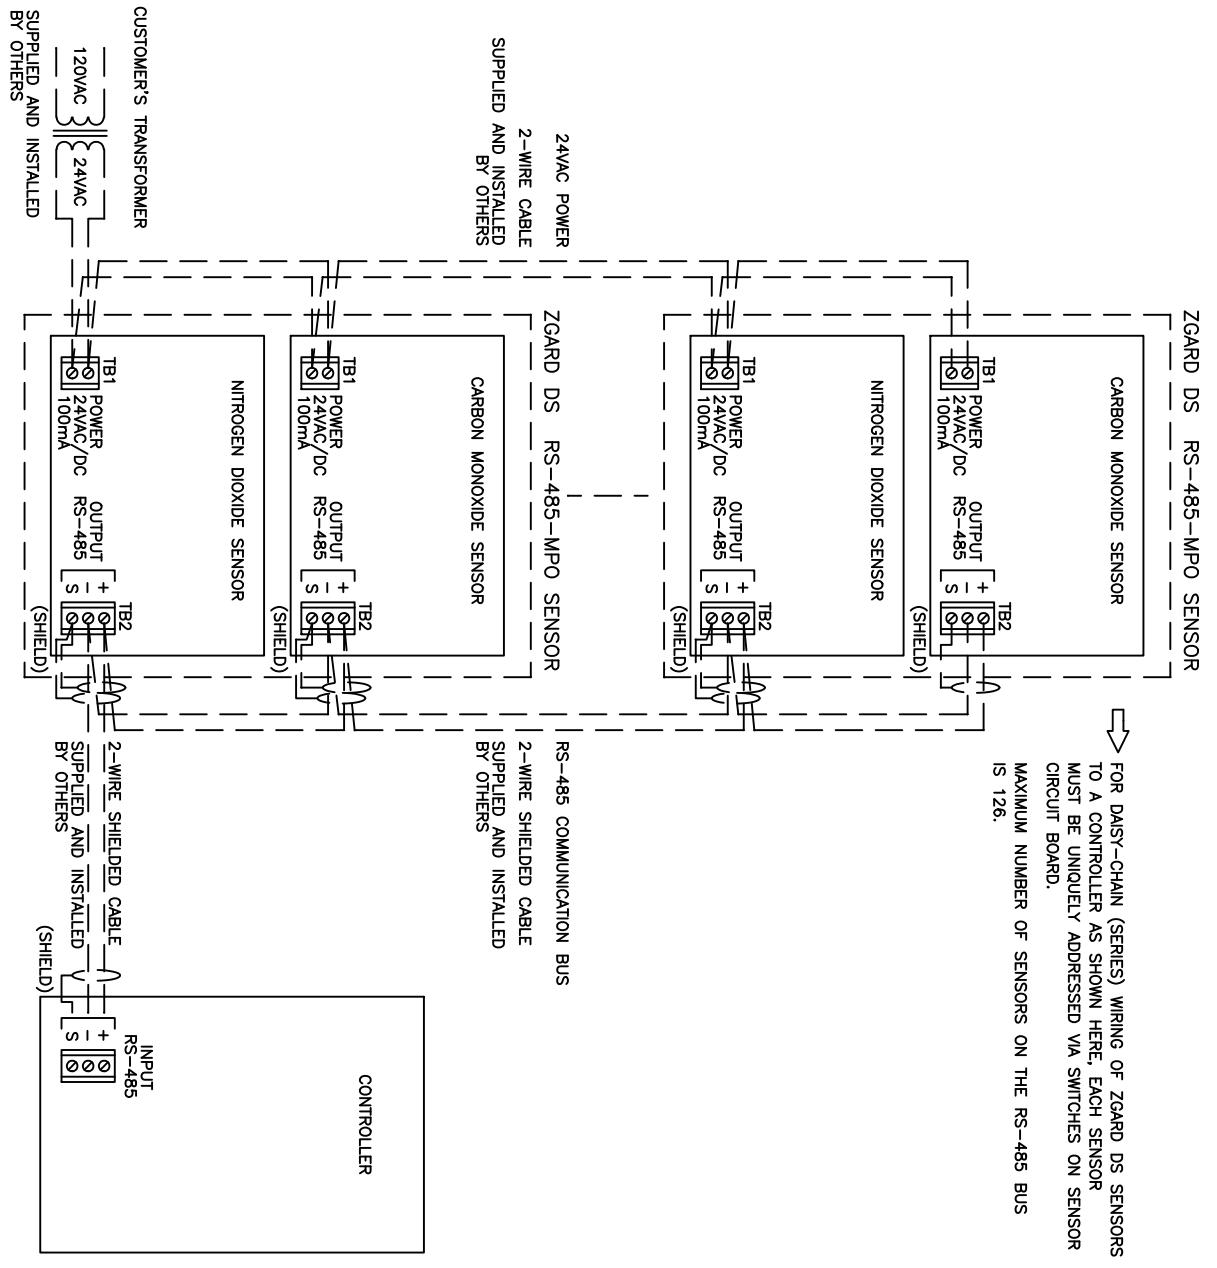 FOR DAISY-CHAIN (SERIES) WIRING OF ZGARD DS SENSORS
TO A CONTROLLER AS SHOWN HERE, EACH SENSOR
MUST BE UNIQUELY ADDRESSED VIA SWITCHES ON SENSOR
CIRCUIT BOARD.
MAXIMUM NUMBER OF SENSORS ON THE RS-485 BUS
IS 126.
ZGARD DS RS-485-MPO SENSOR
CARBON MONOXIDE SENSOR
TB1
POWER
24VAC/DC
100mA
OUTPUT
RS-485
+
-
S
TB2
(SHIELD)
NITROGEN DIOXIDE SENSOR
TB1
POWER
24VAC/DC
100mA
OUTPUT
RS-485
+
-
S
TB2
(SHIELD)
24VAC POWER
2-WIRE CABLE
SUPPLIED AND INSTALLED
BY OTHERS
RS-485 COMMUNICATION BUS
2-WIRE SHIELDED CABLE
SUPPLIED AND INSTALLED
BY OTHERS
ZGARD DS RS-485-MPO SENSOR
CARBON MONOXIDE SENSOR
TB1
POWER
24VAC/DC
100mA
OUTPUT
RS-485
+
-
S
TB2
(SHIELD)
NITROGEN DIOXIDE SENSOR
TB1
POWER
24VAC/DC
100mA
OUTPUT
RS-485
+
-
S
TB2
(SHIELD)
CUSTOMER'S TRANSFORMER
120VAC
24VAC
SUPPLIED AND INSTALLED
BY OTHERS
2-WIRE SHIELDED CABLE
SUPPLIED AND INSTALLED
BY OTHERS
(SHIELD)
CONTROLLER
INPUT
RS-485
+
-
S